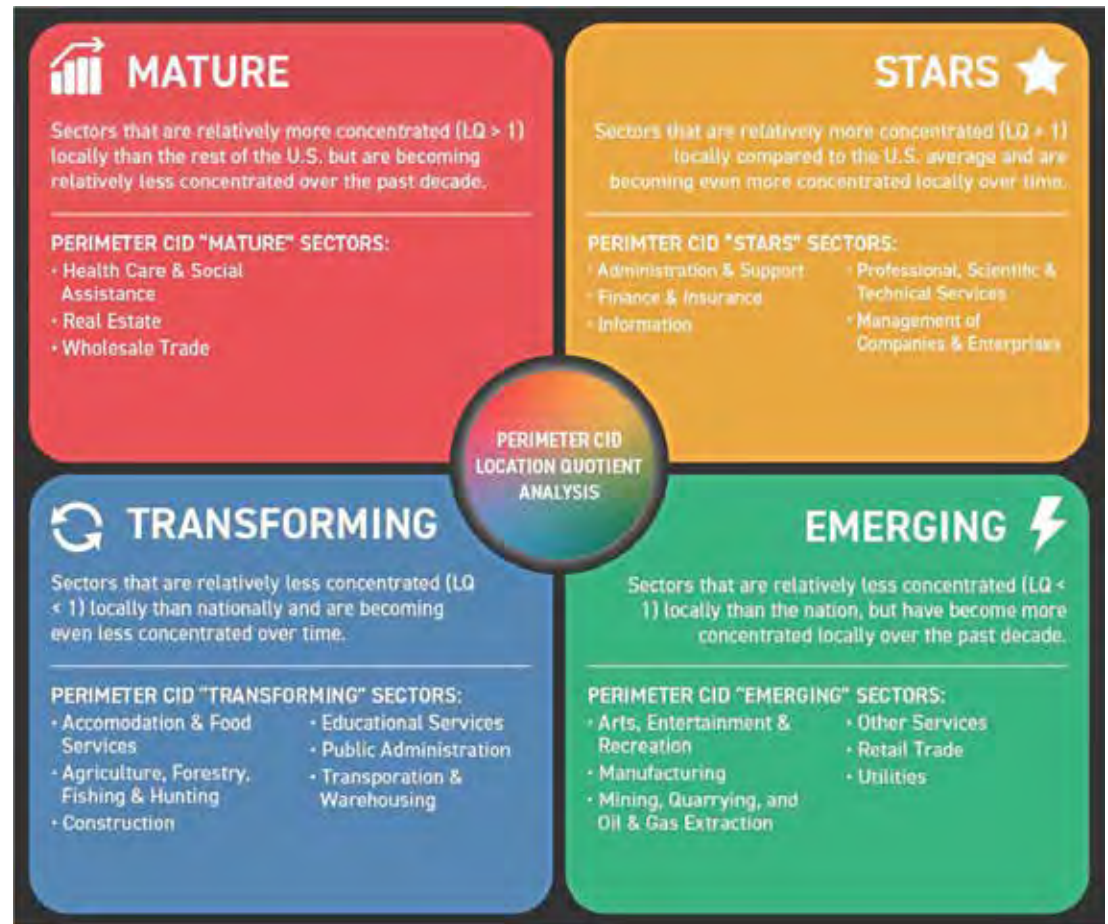 MATURE
Sectors that are relatively more concentrated (LQ > 1)
locally than the rest of the U.S. but are becoming
relatively less concentrated over the past decade.
PERIMETER CID "MATURE" SECTORS:
· Health Care & Social
Assistance
· Real Estate
· Wholesale Trade
STARS
Sectors that are relatively more concentrated (LQ > 1)
locally compared to the U.S. average and are
becoming even more concentrated locally over time.
PERIMTER CID "STARS" SECTORS:
· Administration & Support
· Finance & Insurance
· Information
· Professional, Scientific &
Technical Services
· Management of
Companies & Enterprises
PERIMETER CID
LOCATION QUOTIENT
ANALYSIS
TRANSFORMING
Sectors that are relatively less concentrated (LQ
< 1) locally than nationally and are becoming
even less concentrated over time.
PERIMETER CID "TRANSFORMING" SECTORS:
· Accomodation & Food
Services
· Agriculture, Forestry,
Fishing & Hunting
· Construction
· Educational Services
· Public Administration
· Transporation &
Warehousing
EMERGING
Sectors that are relatively less concentrated (LQ <
1) locally than the nation, but have become more
concentrated locally over the past decade.
PERIMETER CID "EMERGING" SECTORS:
· Arts, Entertainment &
Recreation
· Manufacturing
· Mining, Quarrying, and
Oil & Gas Extraction
· Other Services
· Retail Trade
· Utilities